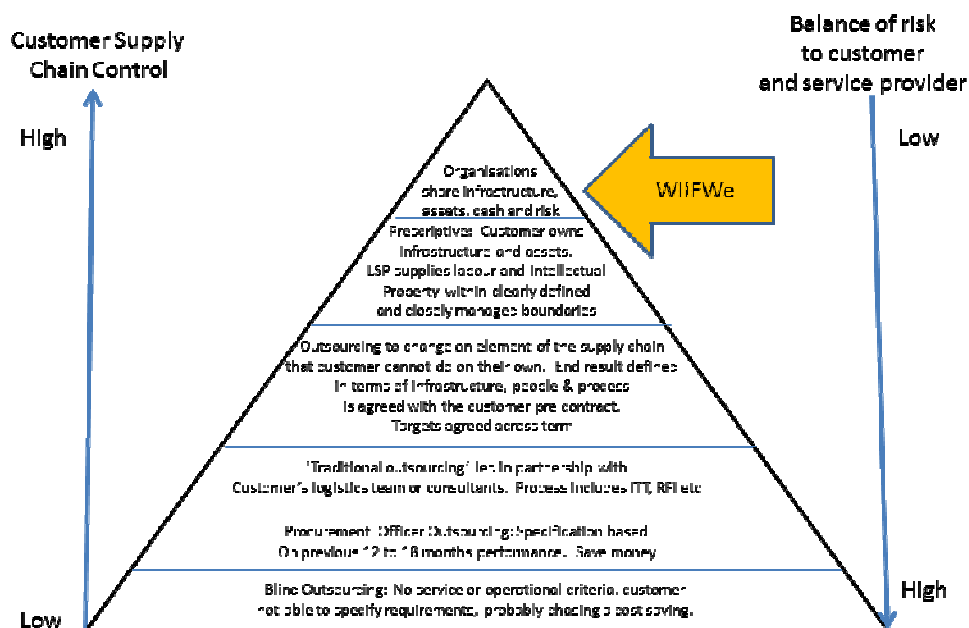 Customer Supply
Chain Control
High
Low
Balance of risk
to customer
and service provider
Low
High
WIIFWe
Organisations
share infrastructure,
assets, cash and risk
Prescriptive: Customer owns
infrastructure and assets.
LSP supplies labour and Intellectual
Property within clearly defined
and closely manages boundaries
Outsourcing to change an element of the supply chain
that customer cannot do on their own. End result defined
in terms of infrastructure, people & process
is agreed with the customer pre contract.
Targets agreed across term
'Traditional outsourcing' in partnership with
Customer's logistics team or consultants. Process includes ITT, RFI etc
Procurement Officer Outsourcing: Specification based
On previous 12 to 18 months performance. Save money
Blind Outsourcing: No service or operational criteria, customer
not able to specify requirements, probably chasing a cost saving.